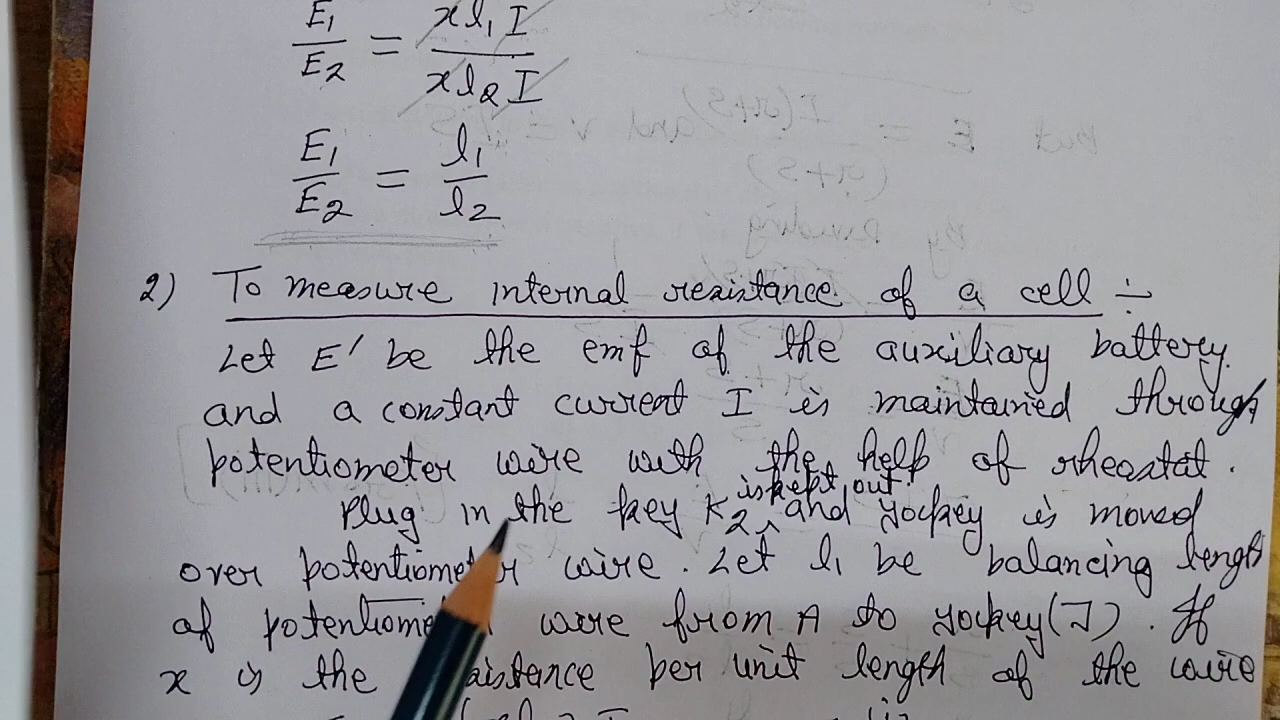 E₁/E₂ = xl₁I/xl₂I
E₁/E₂ = l₁/l₂
2) To measure internal resistance of a cell :-
Let E' be the emf of the auxiliary battery.
and a constant current I is maintained through
potentiometer wire with the help of rheostat.
Plug in the key K₂ is kept out and jockey is moved
over potentiometer wire. Let l₁ be balancing length
of wire from A to jockey (J). If
x is the per unit length of the wire